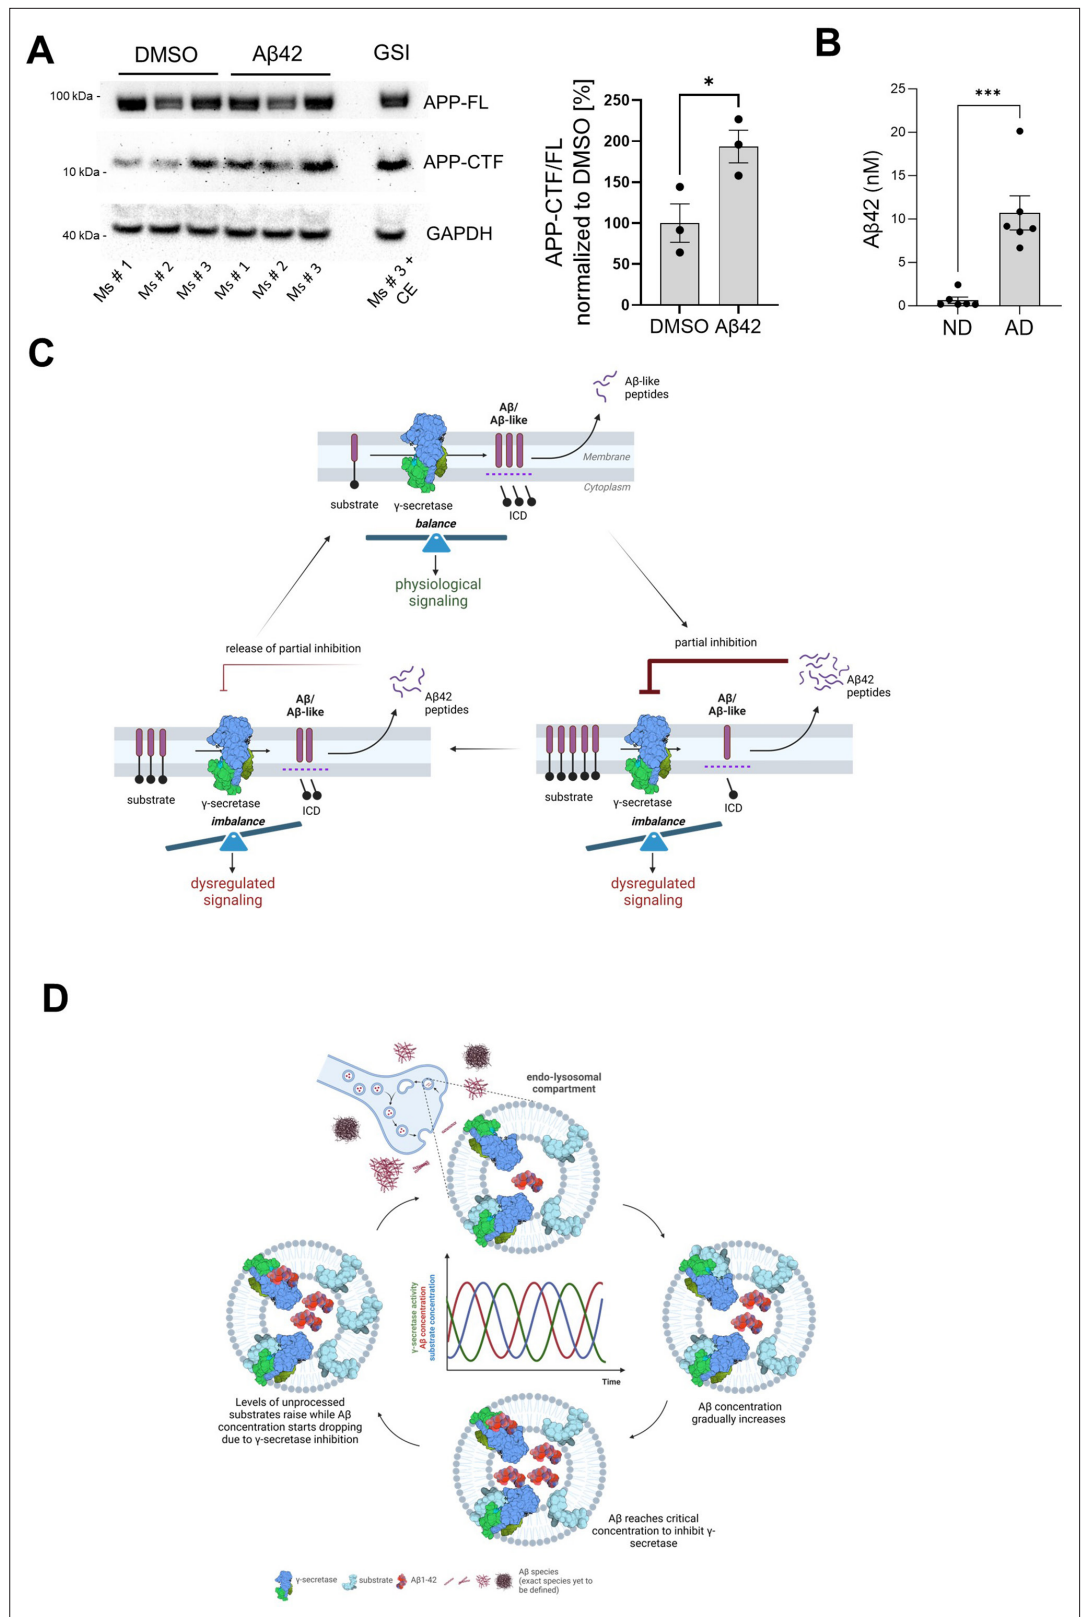 A
DMSO
Aβ42
GSI
100 kDa -
APP-FL
10 kDa -
APP-CTF
40 kDa -
GAPDH
Ms # 1
Ms # 2
Ms # 3
Ms # 1
Ms # 2
Ms # 3
Ms # 3 +
CE
APP-CTF/FL
normalized to DMSO [%]
250
200
150
100
50
0
*
DMSO
Aβ42
B
Aβ42 (nM)
25
20
15
10
5
0
***
ND
AD
C
Aβ-like
peptides
Aβ/
Aβ-like
Membrane
Cytoplasm
substrate
γ-secretase
ICD
balance
physiological
signaling
release of partial inhibition
Aβ/
Aβ-like
Aβ42
peptides
substrate
γ-secretase
ICD
imbalance
dysregulated
signaling
partial inhibition
Aβ/
Aβ-like
Aβ42
peptides
substrate
γ-secretase
ICD
imbalance
dysregulated
signaling
D
endo-lysosomal
compartment
γ-secretase activity
Aβ concentration
substrate concentration
Time
Levels of unprocessed
substrates raise while Aβ
concentration starts dropping
due to γ-secretase inhibition
Aβ concentration
gradually increases
Aβ reaches critical
concentration to inhibit γ-
secretase
γ-secretase
substrate
Aβ1-42
Aβ species
(exact species yet to
be defined)